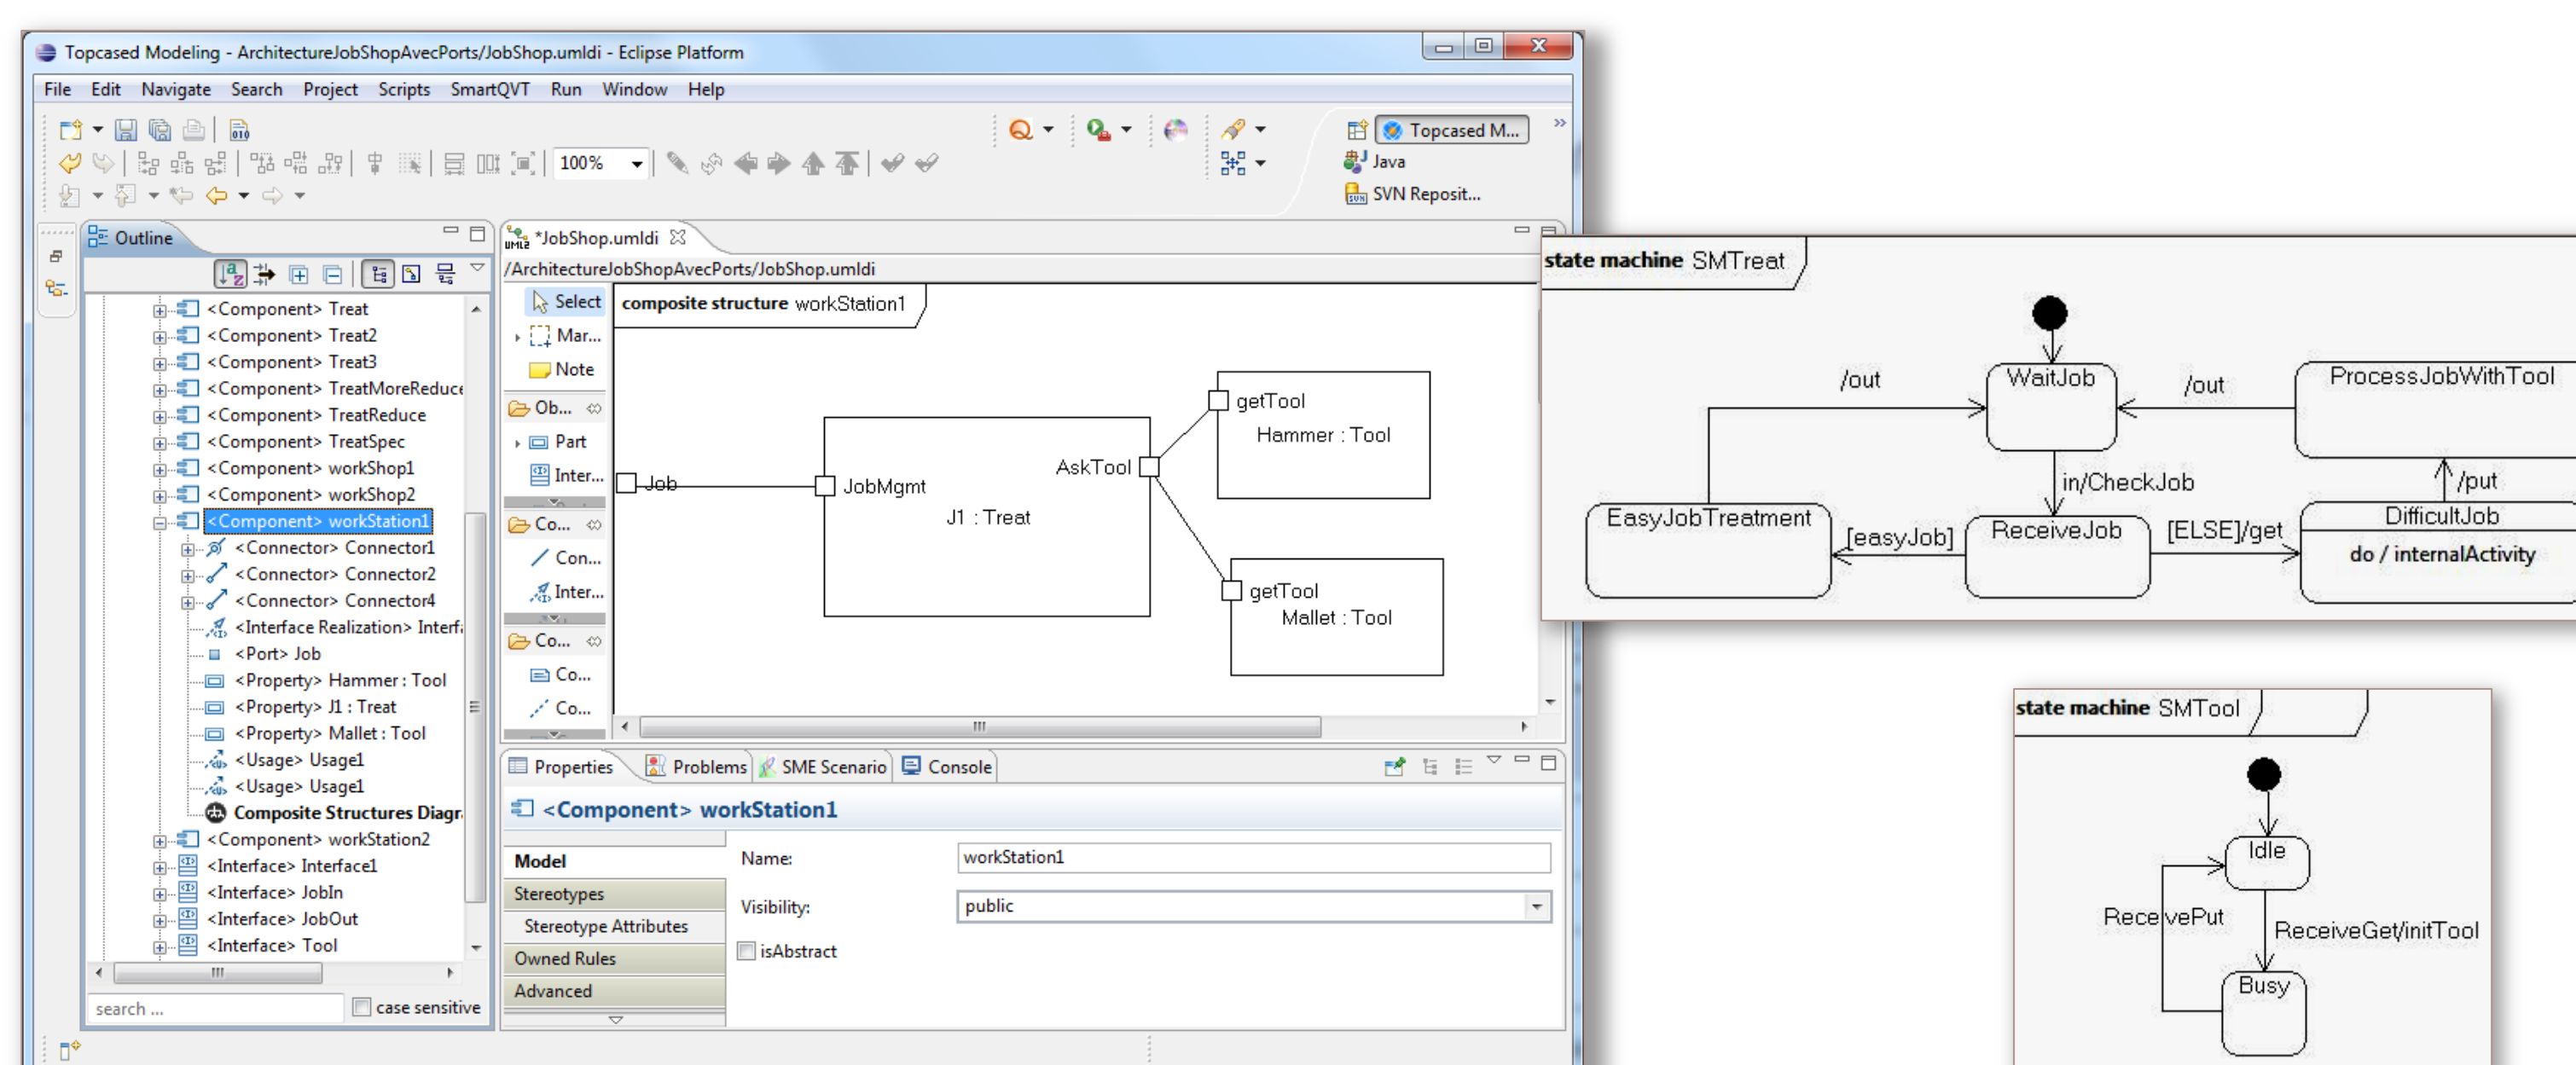 Topcased Modeling - ArchitectureJobShopAvecPorts/JobShop.umldi - Eclipse Platform
File Edit Navigate Search Project Scripts SmartQVT Run Window Help
010
Topcased M...
100%
Java
SVN Reposit...
Outline
*JobShop.umldi
/ArchitectureJobShopAvecPorts/JobShop.umldi
<Component> Treat
<Component> Treat2
<Component> Treat3
<Component> TreatMoreReduce
<Component> TreatReduce
<Component> TreatSpec
<Component> workShop1
<Component> workShop2
<Component> workStation1
<Connector> Connector1
<Connector> Connector2
<Connector> Connector4
<Interface Realization> Interfa
<Port> Job
<Property> Hammer : Tool
<Property> J1 : Treat
<Property> Mallet : Tool
<Usage> Usage1
<Usage> Usage1
Composite Structures Diagr
<Component> workStation2
<Interface> Interface1
<Interface> JobIn
<Interface> JobOut
<Interface> Tool
search ...
case sensitive
Select
Mar...
Note
Ob...
Part
Inter...
Co...
Con...
Inter...
Co...
Co...
Co...
composite structure workStation1
Job
JobMgmt
AskTool
J1 : Treat
getTool
Hammer : Tool
getTool
Mallet : Tool
Properties Problems SME Scenario Console
<Component> workStation1
Model
Stereotypes
Stereotype Attributes
Owned Rules
Advanced
Name: workStation1
Visibility: public
isAbstract
state machine SMTreat
/out
WaitJob
/out
ProcessJobWithTool
in/CheckJob
/put
EasyJobTreatment
[easyJob]
ReceiveJob
[ELSE]/get
DifficultJob
do / internalActivity
state machine SMTool
Idle
ReceivePut
ReceiveGet/initTool
Busy